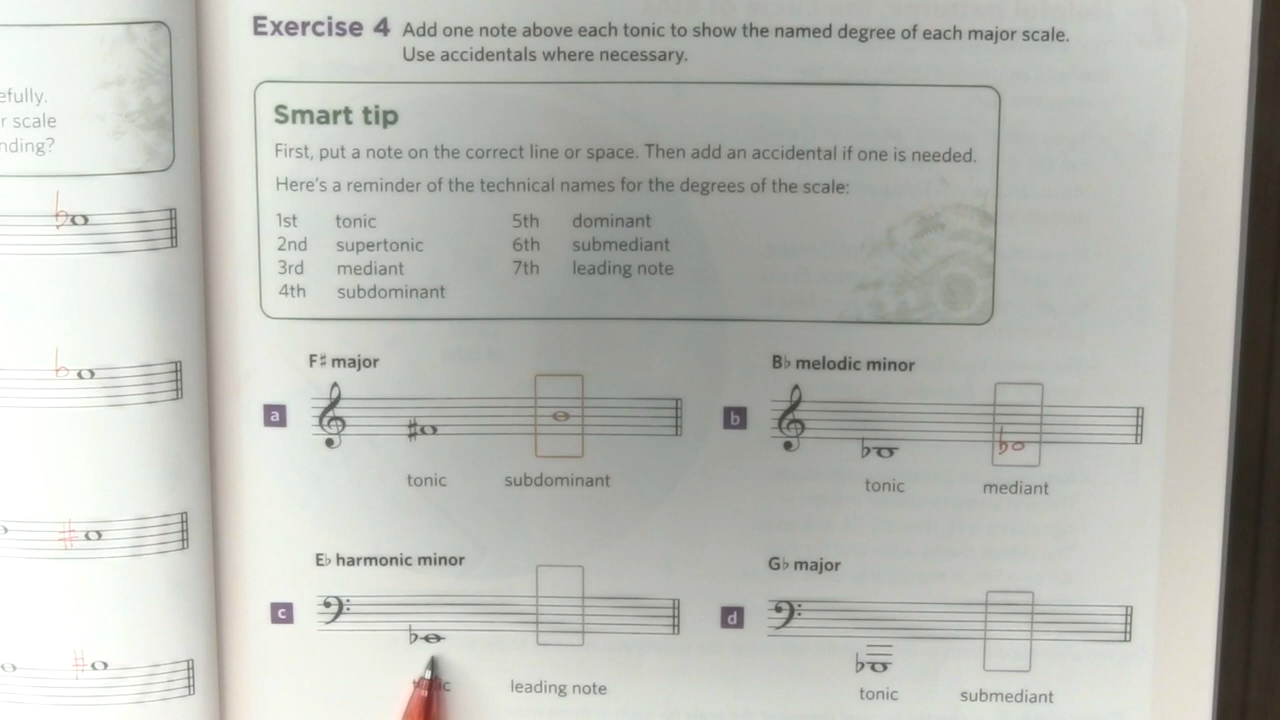 efully.
r scale
nding?
Exercise 4 Add one note above each tonic to show the named degree of each major scale.
Use accidentals where necessary.
Smart tip
First, put a note on the correct line or space. Then add an accidental if one is needed.
Here's a reminder of the technical names for the degrees of the scale:
1st tonic 5th dominant
2nd supertonic 6th submediant
3rd mediant 7th leading note
4th subdominant
F♯ major
a
tonic subdominant
B♭ melodic minor
b
tonic mediant
E♭ harmonic minor
c
leading note
G♭ major
d
tonic submediant